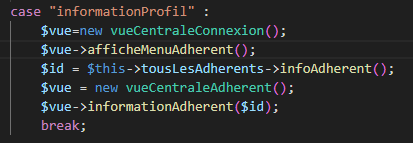 case "informationProfil" :
$vue=new vueCentraleConnexion();
$vue->afficheMenuAdherent();
$id = $this->tousLesAdherents->infoAdherent();
$vue = new vueCentraleAdherent();
$vue->informationAdherent($id);
break;